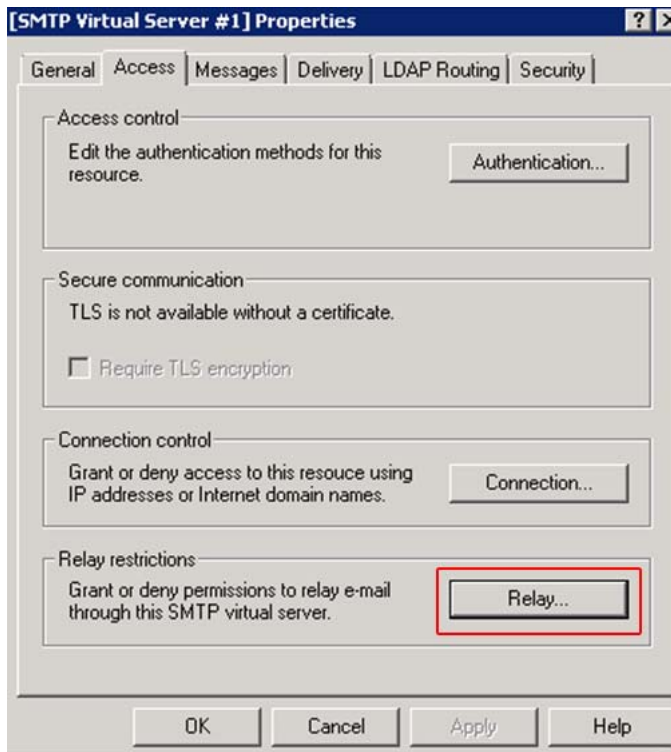 [SMTP Virtual Server #1] Properties
General Access Messages Delivery LDAP Routing Security
Access control
Edit the authentication methods for this
resource.
Authentication...
Secure communication
TLS is not available without a certificate.
Require TLS encryption
Connection control
Grant or deny access to this resouce using
IP addresses or Internet domain names.
Connection...
Relay restrictions
Grant or deny permissions to relay e-mail
through this SMTP virtual server.
Relay...
OK Cancel Apply Help